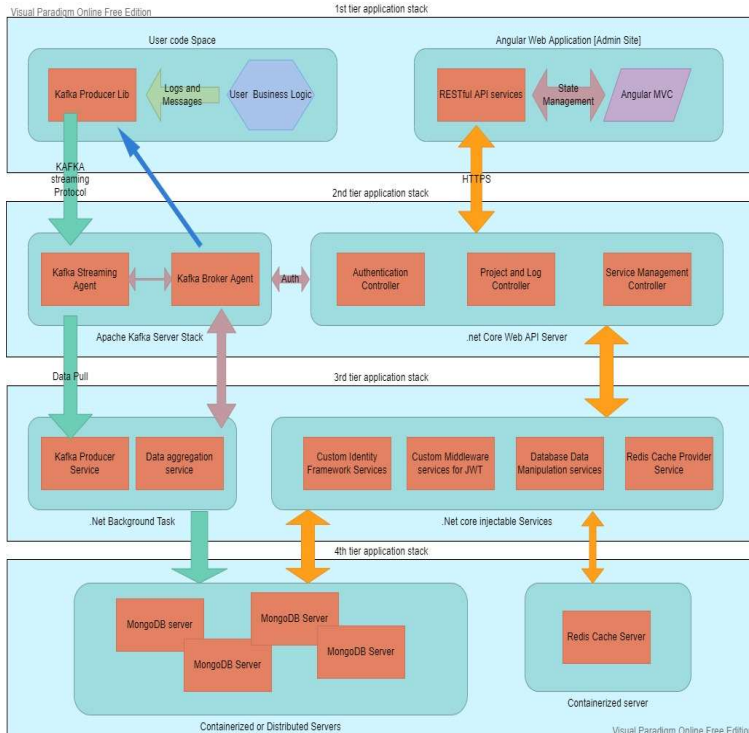 Visual Paradigm Online Free Edition
1st tier application stack
User code Space
Angular Web Application [Admin Site]
Kafka Producer Lib
Logs and
Messages
User Business Logic
RESTful API services
State
Management
Angular MVC
KAFKA
streaming
Protocol
HTTPS
2nd tier application stack
Kafka Streaming
Agent
Kafka Broker Agent
Auth
Authentication
Controller
Project and Log
Controller
Service Management
Controller
Apache Kafka Server Stack
.net Core Web API Server
Data Pull
3rd tier application stack
Kafka Producer
Service
Data aggregation
service
Custom Identity
Framework Services
Custom Middleware
services for JWT
Database Data
Manipulation services
Redis Cache Provider
Service
.Net Background Task
.Net core injectable Services
4th tier application stack
MongoDB server
MongoDB Server
MongoDB Server
MongoDB Server
Redis Cache Server
Containerized server
Containerized or Distributed Servers
Visual Paradigm Online Free Edition